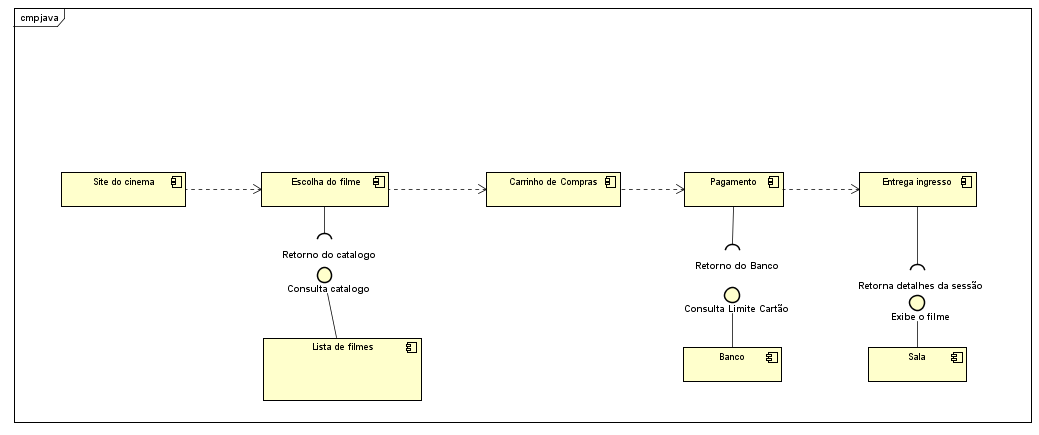 cmpjava
Site do cinema
Escolha do filme
Carrinho de Compras
Pagamento
Entrega ingresso
Retorno do catalogo
Consulta catalogo
Retorno do Banco
Consulta Limite Cartão
Retorna detalhes da sessão
Exibe o filme
Lista de filmes
Banco
Sala